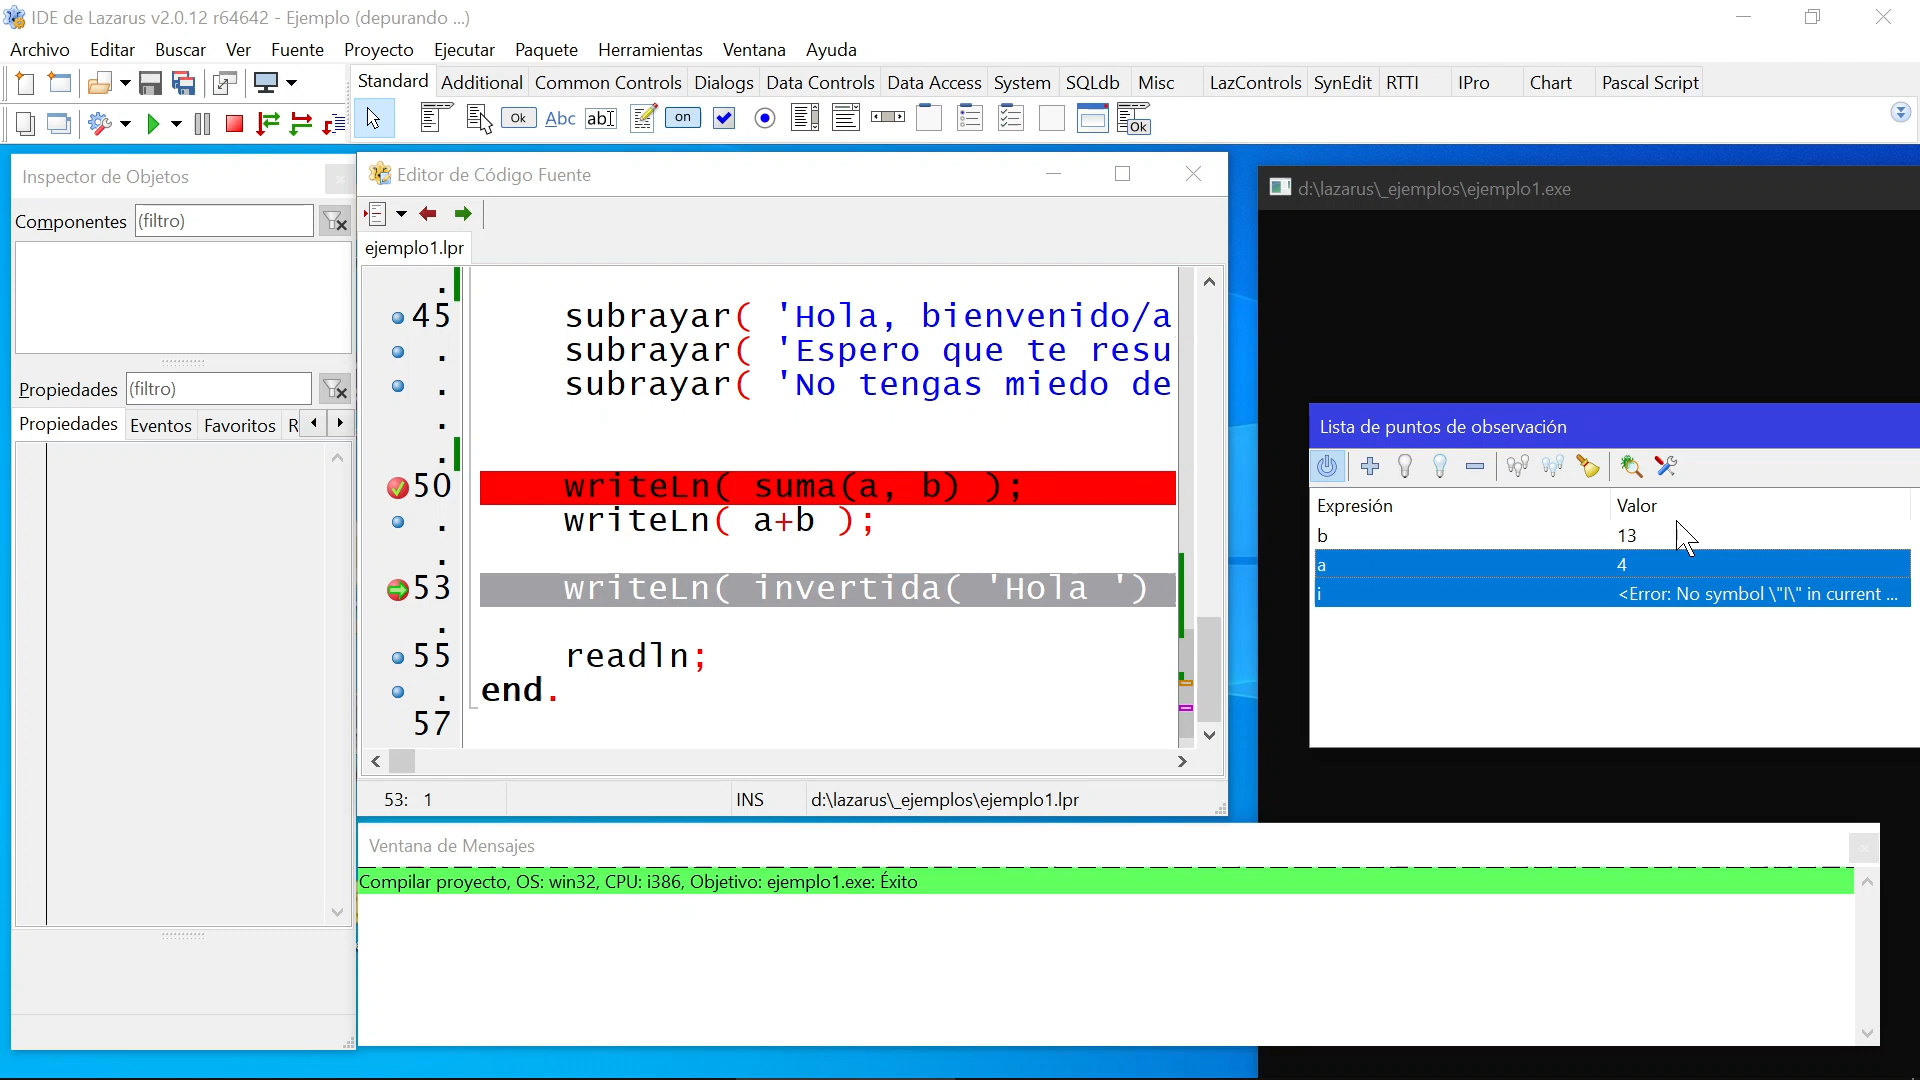 IDE de Lazarus v2.0.12 r64642 - Ejemplo (depurando ...)
Archivo Editar Buscar Ver Fuente Proyecto Ejecutar Paquete Herramientas Ventana Ayuda
Standard Additional Common Controls Dialogs Data Controls Data Access System SQLdb Misc LazControls SynEdit RTTI IPro Chart Pascal Script
Ok Abc ab on Ok
Inspector de Objetos
Componentes (filtro)
Propiedades (filtro)
Propiedades Eventos Favoritos R
Editor de Código Fuente
ejemplo1.lpr
.
45 subrayar( 'Hola, bienvenido/a
. subrayar( 'Espero que te resu
. subrayar( 'No tengas miedo de
.
.
50 writeLn( suma(a, b) );
. writeLn( a+b );
.
53 writeLn( invertida( 'Hola ')
.
55 readln;
. end.
57
53: 1 INS d:\lazarus\_ejemplos\ejemplo1.lpr
d:\lazarus\_ejemplos\ejemplo1.exe
Lista de puntos de observación
Expresión Valor
b 13
a 4
i <Error: No symbol \"I\" in current ...
Ventana de Mensajes
Compilar proyecto, OS: win32, CPU: i386, Objetivo: ejemplo1.exe: Éxito